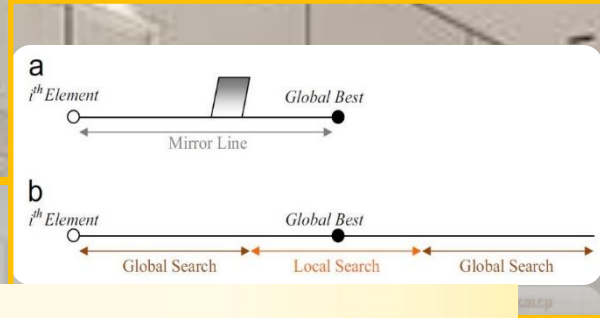 a
iᵗʰ Element Global Best
Mirror Line
b
iᵗʰ Element Global Best
Global Search Local Search Global Search